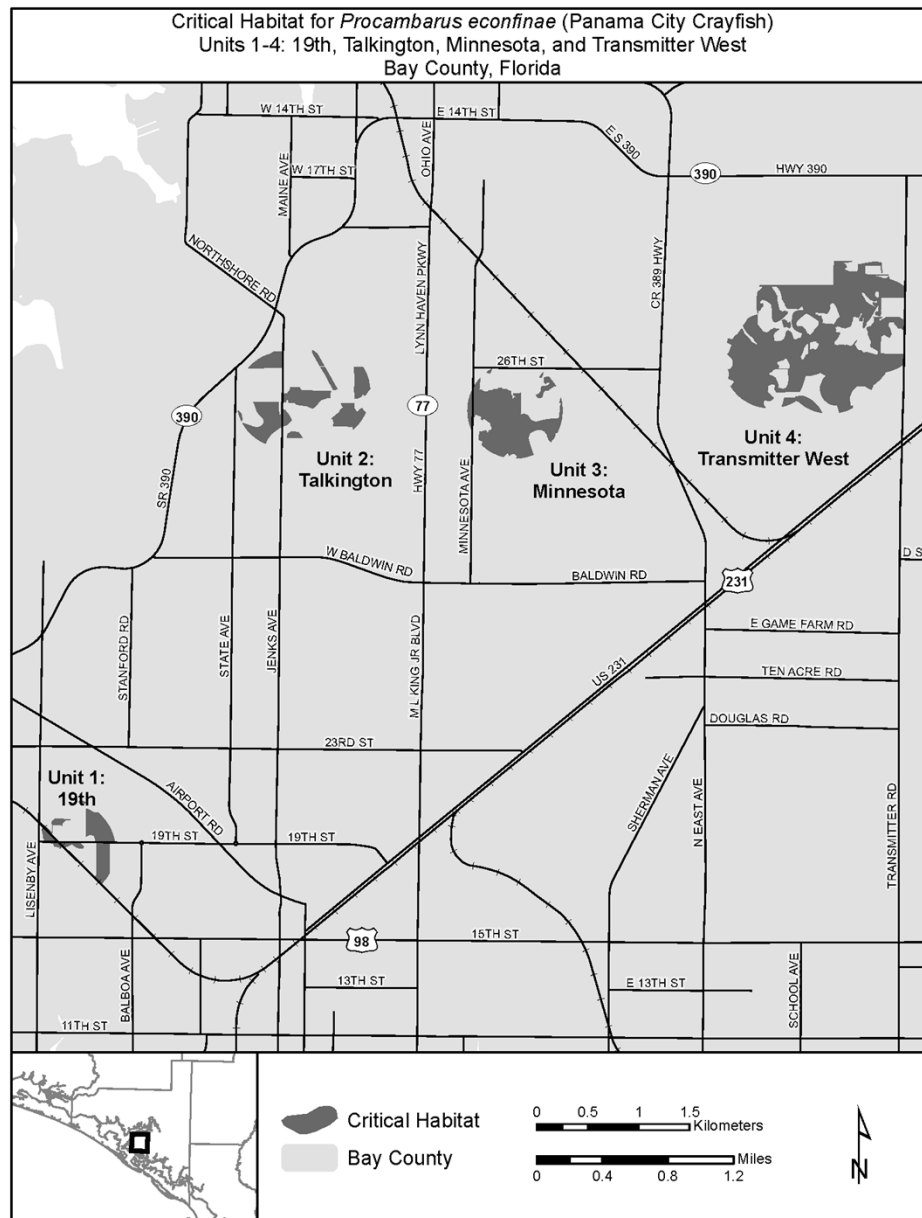 Critical Habitat for Procambarus econfinae (Panama City Crayfish)
Units 1-4: 19th, Talkington, Minnesota, and Transmitter West
Bay County, Florida
W 14TH ST
E 14TH ST
OHIO AVE
E S 390
390
HWY 390
MAINE AVE
W 17TH ST
NORTHSHORE RD
LYNN HAVEN PKWY
CR 389 HWY
26TH ST
390
77
SR 390
HWY 77
MINNESOTA AVE
Unit 2:
Talkington
Unit 3:
Minnesota
Unit 4:
Transmitter West
W BALDWIN RD
BALDWIN RD
231
D S
STANFORD RD
STATE AVE
JENKS AVE
M L KING JR BLVD
US 231
E GAME FARM RD
TEN ACRE RD
DOUGLAS RD
23RD ST
Unit 1:
19th
AIRPORT RD
SHERMAN AVE
N EAST AVE
TRANSMITTER RD
19TH ST
19TH ST
LISENBY AVE
98
15TH ST
BALBOA AVE
13TH ST
E 13TH ST
SCHOOL AVE
11TH ST
Critical Habitat
Bay County
0 0.5 1 1.5
Kilometers
Miles
0 0.4 0.8 1.2
N